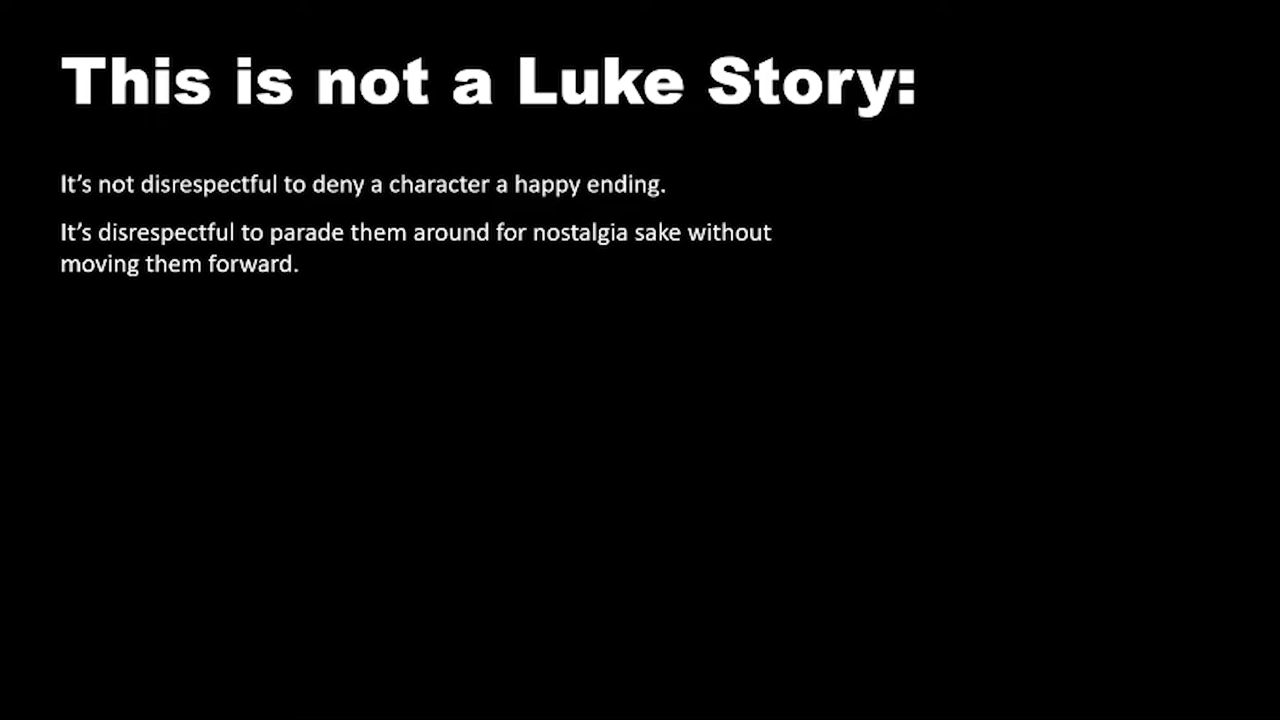 This is not a Luke Story:
It’s not disrespectful to deny a character a happy ending.
It’s disrespectful to parade them around for nostalgia sake without
moving them forward.